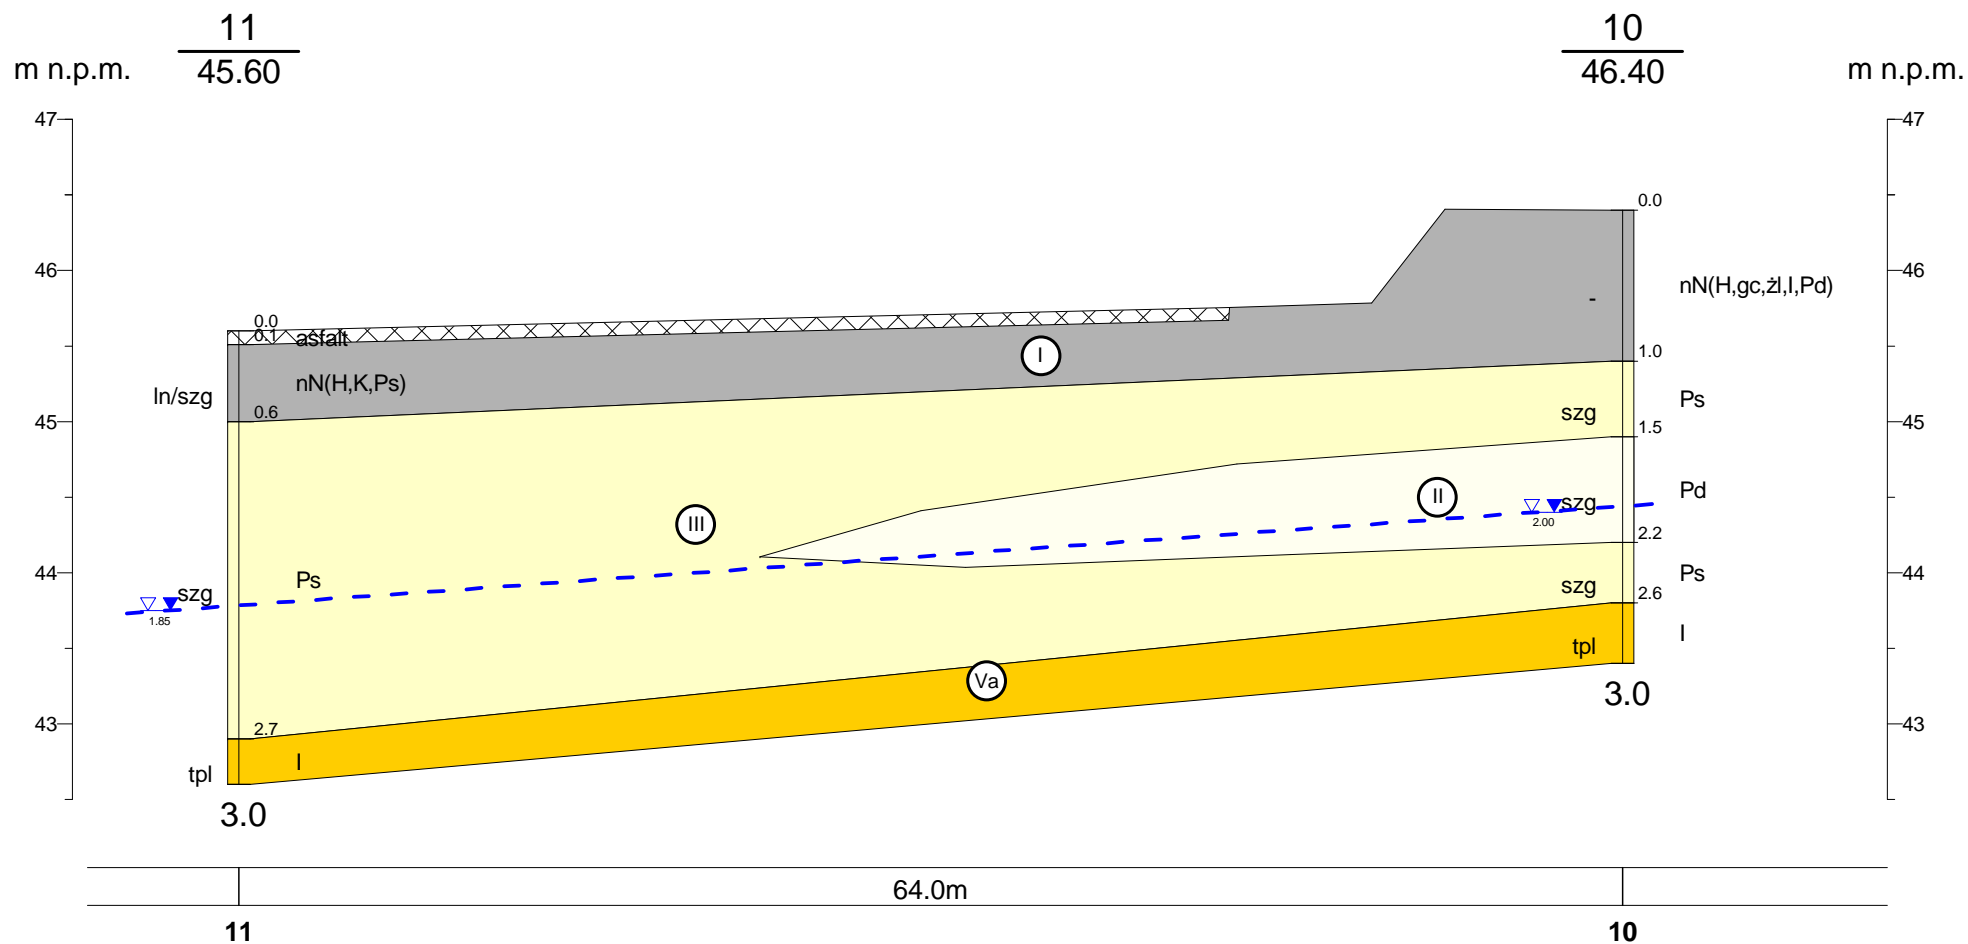 11
45.60
10
46.40
m n.p.m.
m n.p.m.
47
47
0.0
46
46
nN(H,gc,żl,I,Pd)
-
0.0
0.1
asfalt
I
1.0
nN(H,K,Ps)
ln/szg
Ps
0.6
szg
45
45
1.5
II
Pd
szg
III
2.00
2.2
44
44
Ps
Ps
szg
szg
2.6
1.85
I
tpl
Va
3.0
43
43
2.7
I
tpl
3.0
64.0m
11
10